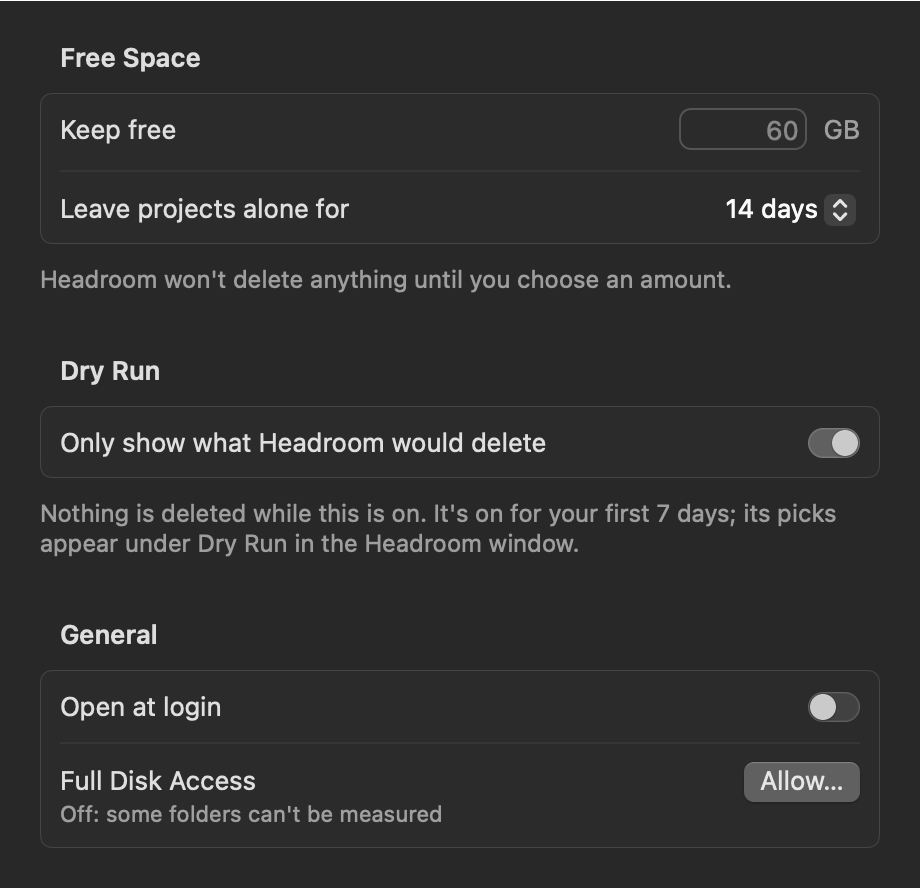 Free Space
Keep free
60 GB
Leave projects alone for
14 days
Headroom won't delete anything until you choose an amount.
Dry Run
Only show what Headroom would delete
Nothing is deleted while this is on. It's on for your first 7 days; its picks
appear under Dry Run in the Headroom window.
General
Open at login
Full Disk Access
Allow...
Off: some folders can't be measured